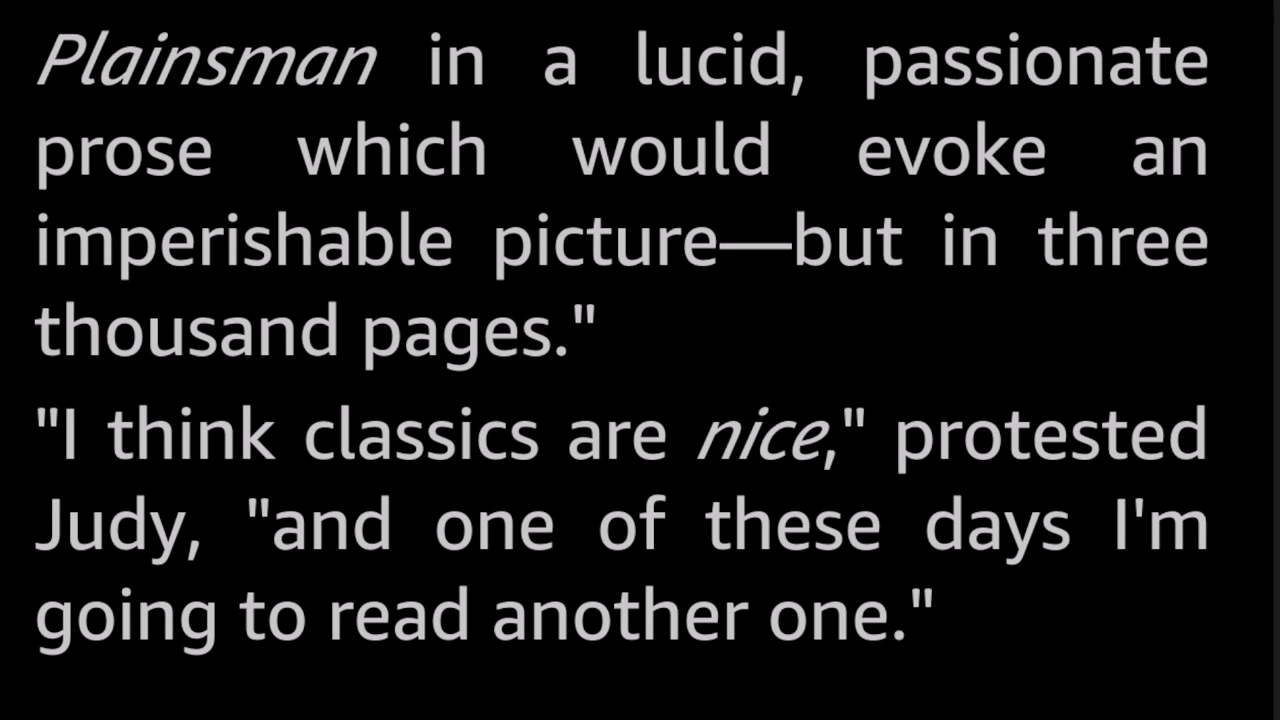 Plainsman in a lucid, passionate
prose which would evoke an
imperishable picture—but in three
thousand pages."
"I think classics are nice," protested
Judy, "and one of these days I'm
going to read another one."